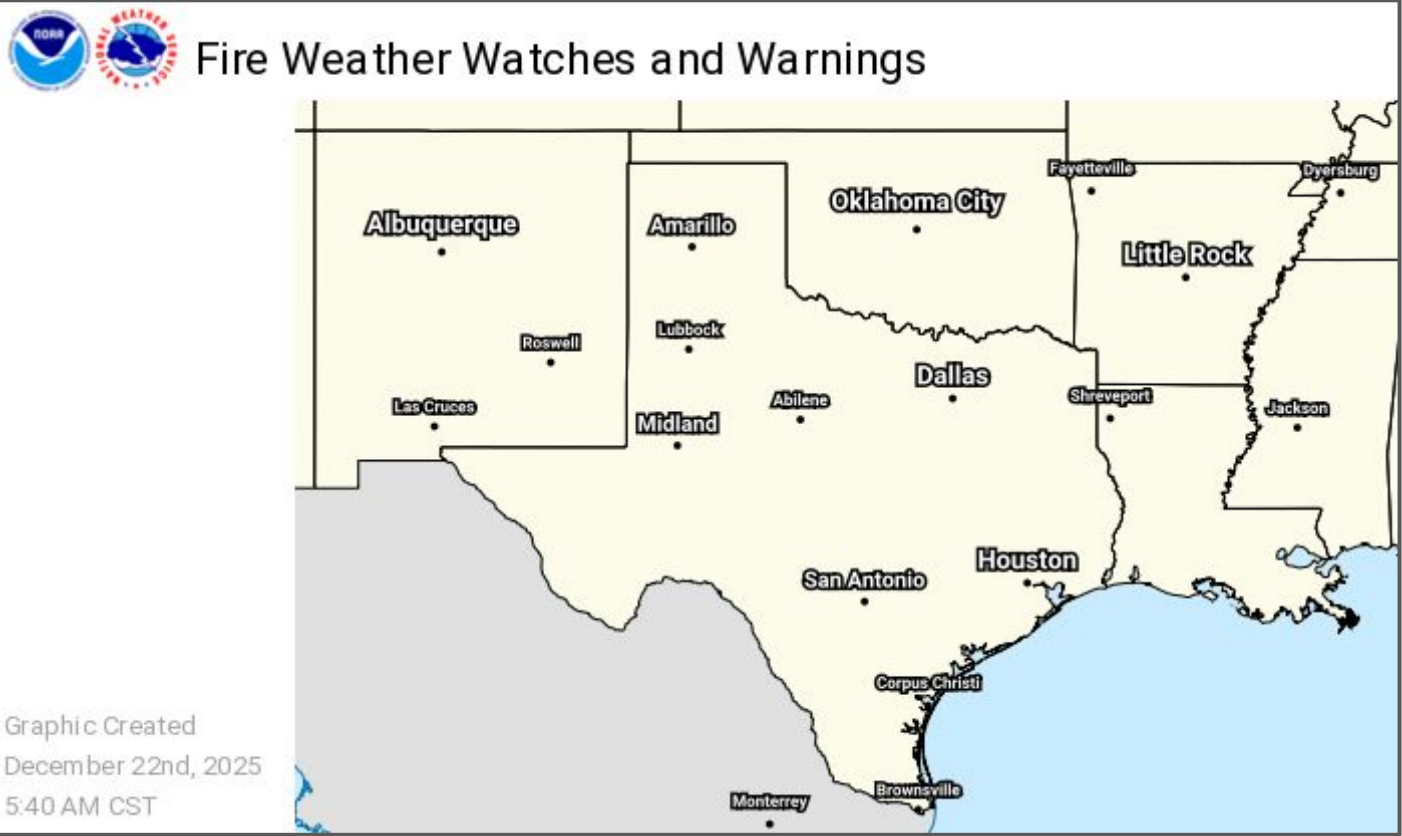 NOAA
NATIONAL WEATHER SERVICE
Fire Weather Watches and Warnings
Fayetteville
Dyersburg
Oklahoma City
Albuquerque
Amarillo
Little Rock
Lubbock
Roswell
Dallas
Abilene
Shreveport
Las Cruces
Jackson
Midland
Houston
San Antonio
Corpus Christi
Graphic Created
December 22nd, 2025
5:40 AM CST
Brownsville
Monterrey